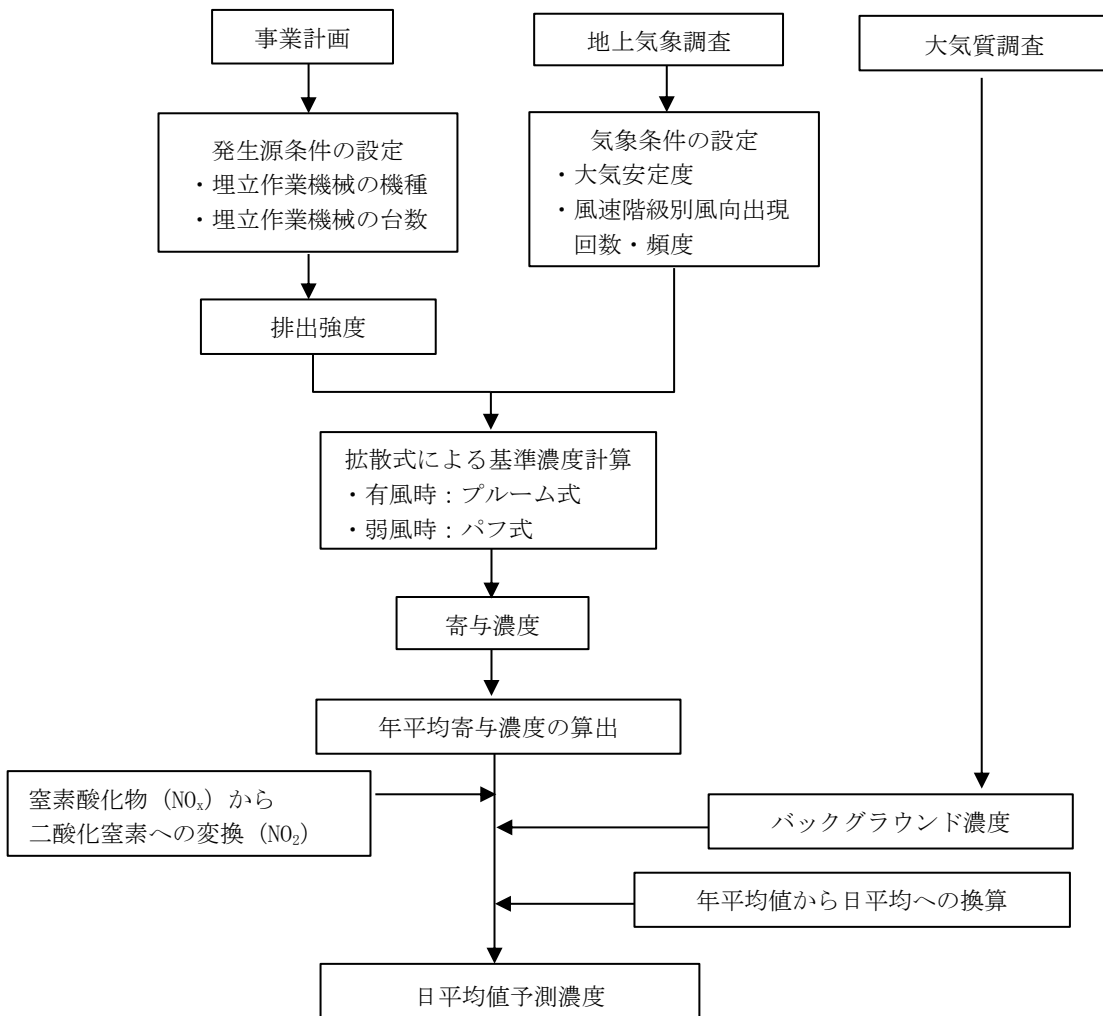 事業計画
地上気象調査
大気質調査
発生源条件の設定
・埋立作業機械の機種
・埋立作業機械の台数
気象条件の設定
・大気安定度
・風速階級別風向出現
回数・頻度
排出強度
拡散式による基準濃度計算
・有風時：プルーム式
・弱風時：パフ式
寄与濃度
年平均寄与濃度の算出
窒素酸化物（NOx）から
二酸化窒素への変換（NO2）
バックグラウンド濃度
年平均値から日平均への換算
日平均値予測濃度